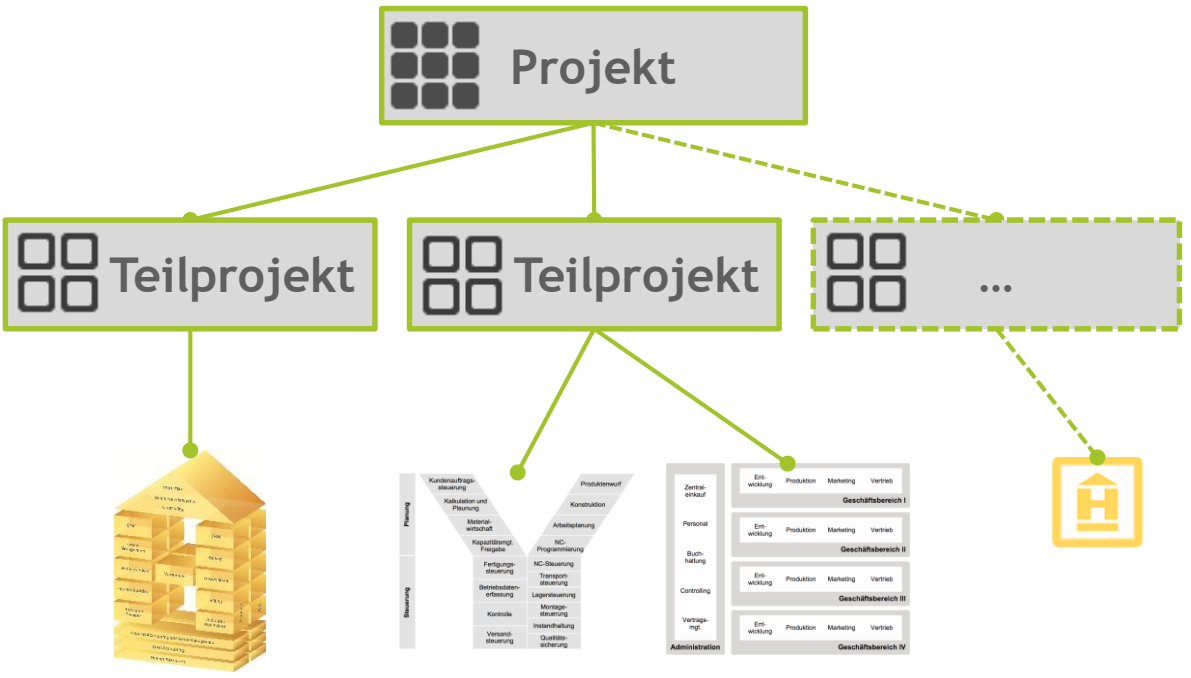 Projekt
Teilprojekt
Teilprojekt
...
Planung
Steuerung
Kundenauftrags-
steuerung
Kalkulation und
Plaunung
Material-
wirtschaft
Kapazitätsmgt.
Freigabe
Fertigungs-
steuerung
Betriebsdaten-
erfassung
Kontrolle
Versand-
steuerung
Produktenwurf
Konstruktion
Arbeitsplanung
NC-
Programmierung
NC-Steuerung
Transport-
steuerung
Lagersteuerung
Montage-
steuerung
Instandhaltung
Qualitäts-
sicherung
Zentral-
einkauf
Personal
Buch-
haltung
Controlling
Vertrags-
mgt.
Administration
Ent-
wicklung Produktion Marketing Vertrieb
Geschäftsbereich I
Ent-
wicklung Produktion Marketing Vertrieb
Geschäftsbereich II
Ent-
wicklung Produktion Marketing Vertrieb
Geschäftsbereich III
Ent-
wicklung Produktion Marketing Vertrieb
Geschäftsbereich IV
H